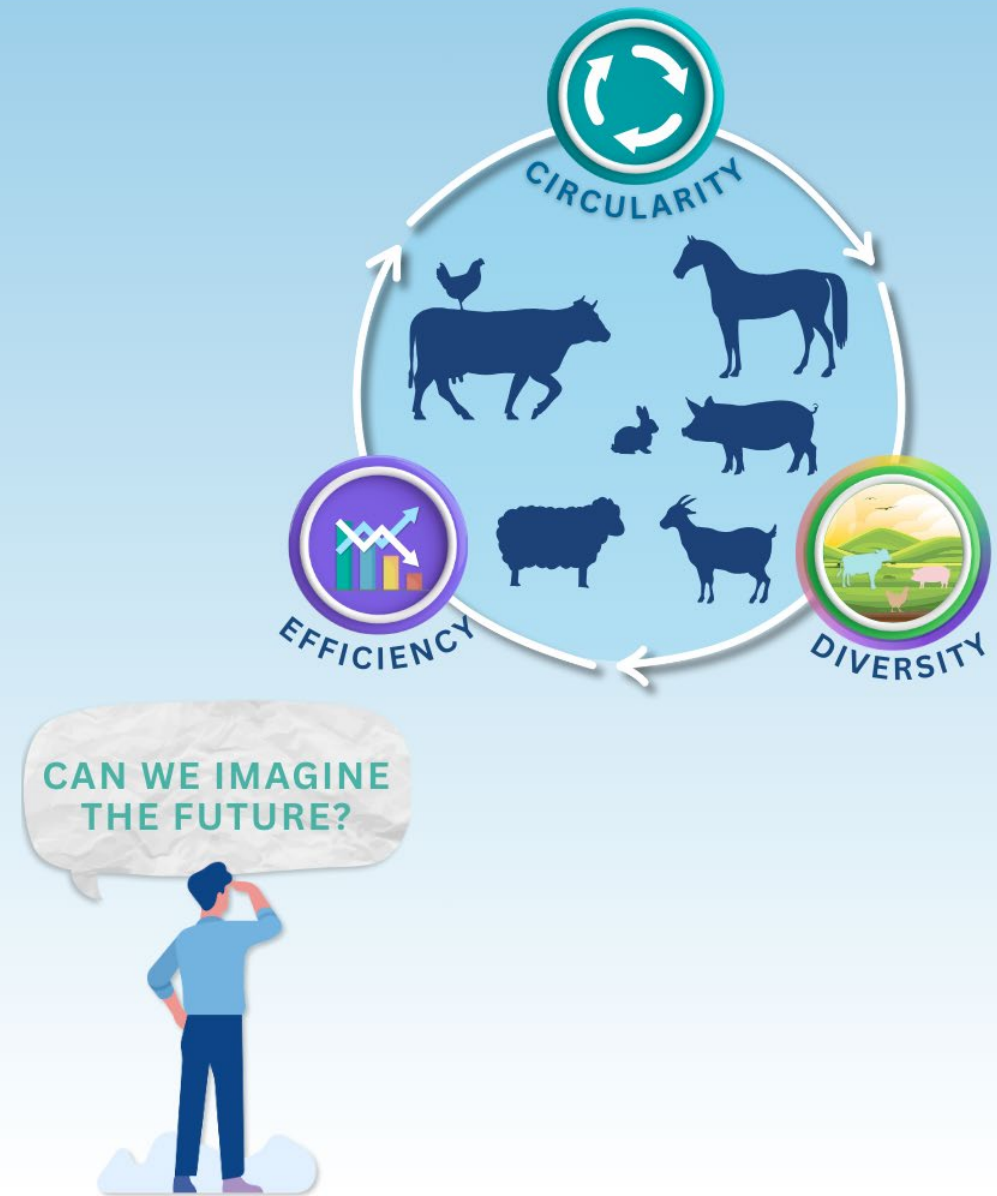 CIRCULARITY
EFFICIENCY
DIVERSITY
CAN WE IMAGINE
THE FUTURE?